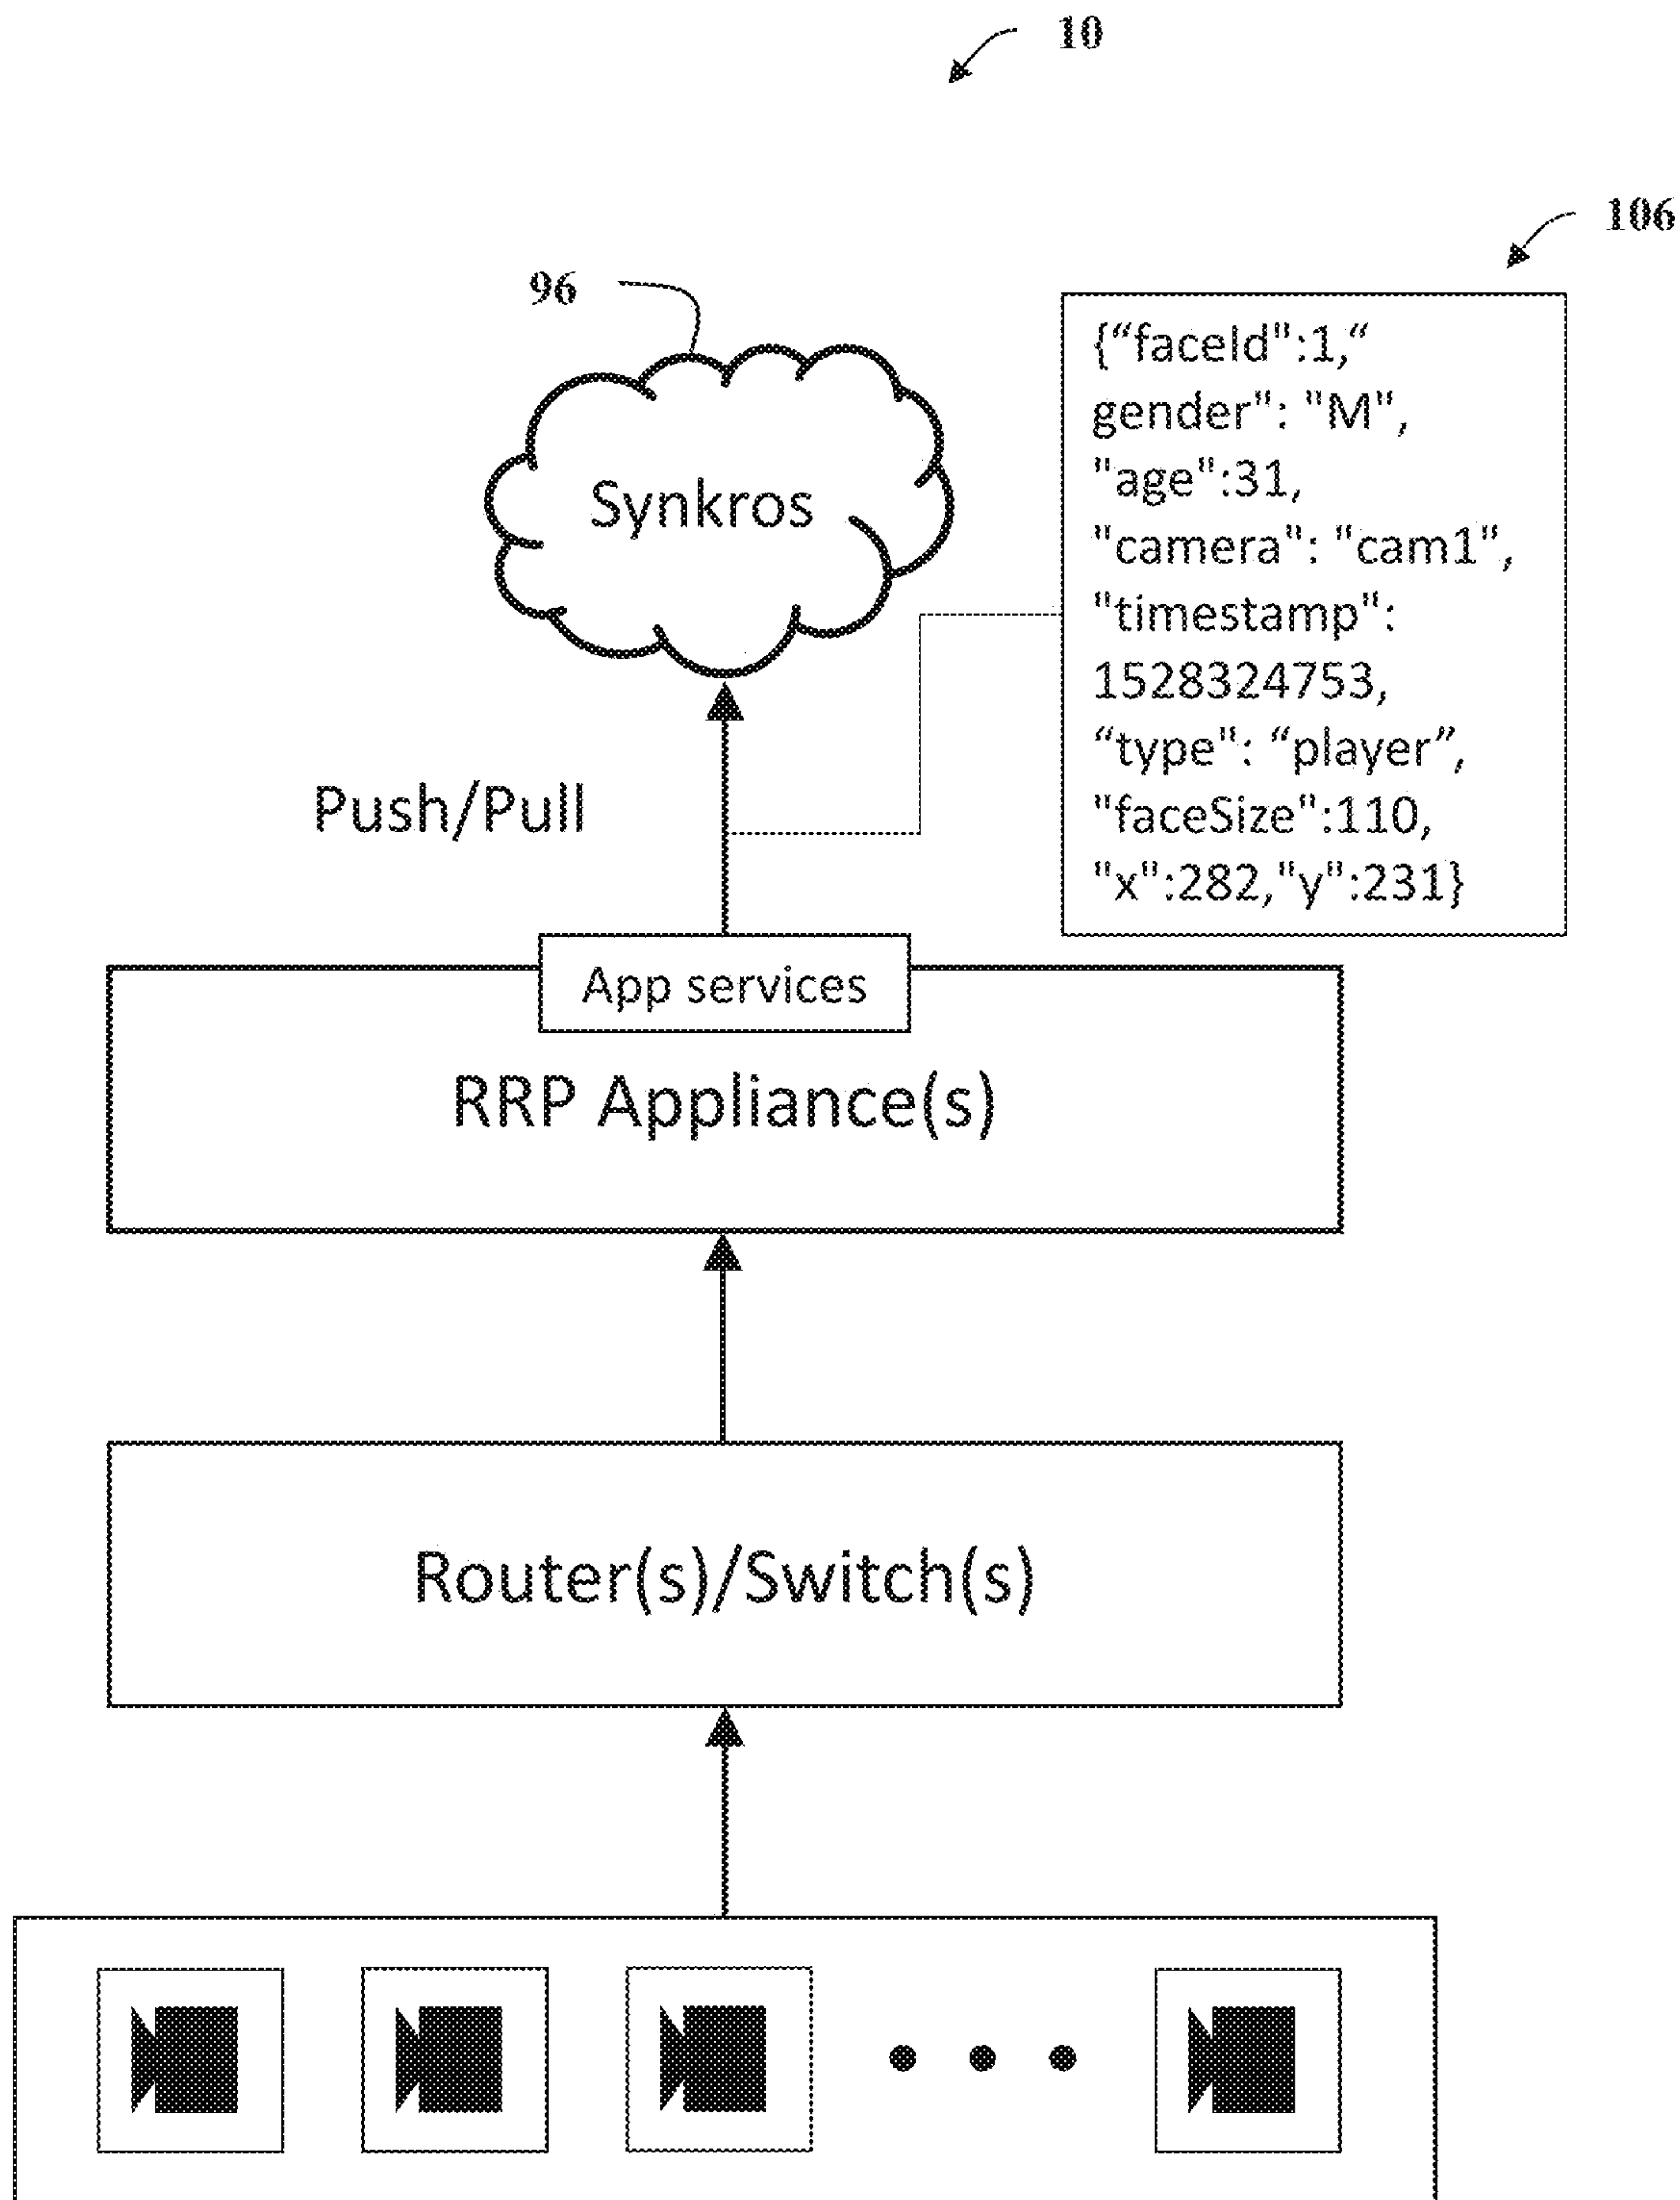 10
106
96
{“faceId":1,“
gender": "M",
"age":31,
"camera": "cam1",
"timestamp":
1528324753,
“type": “player”,
"faceSize":110,
"x":282,"y":231}
Synkros
Push/Pull
App services
RRP Appliance(s)
Router(s)/Switch(s)